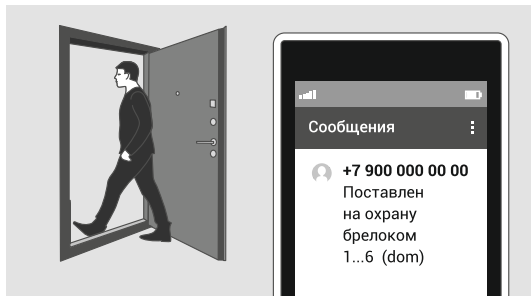 Сообщения
+7 900 000 00 00
Поставлен
на охрану
брелоком
1...6 (dom)